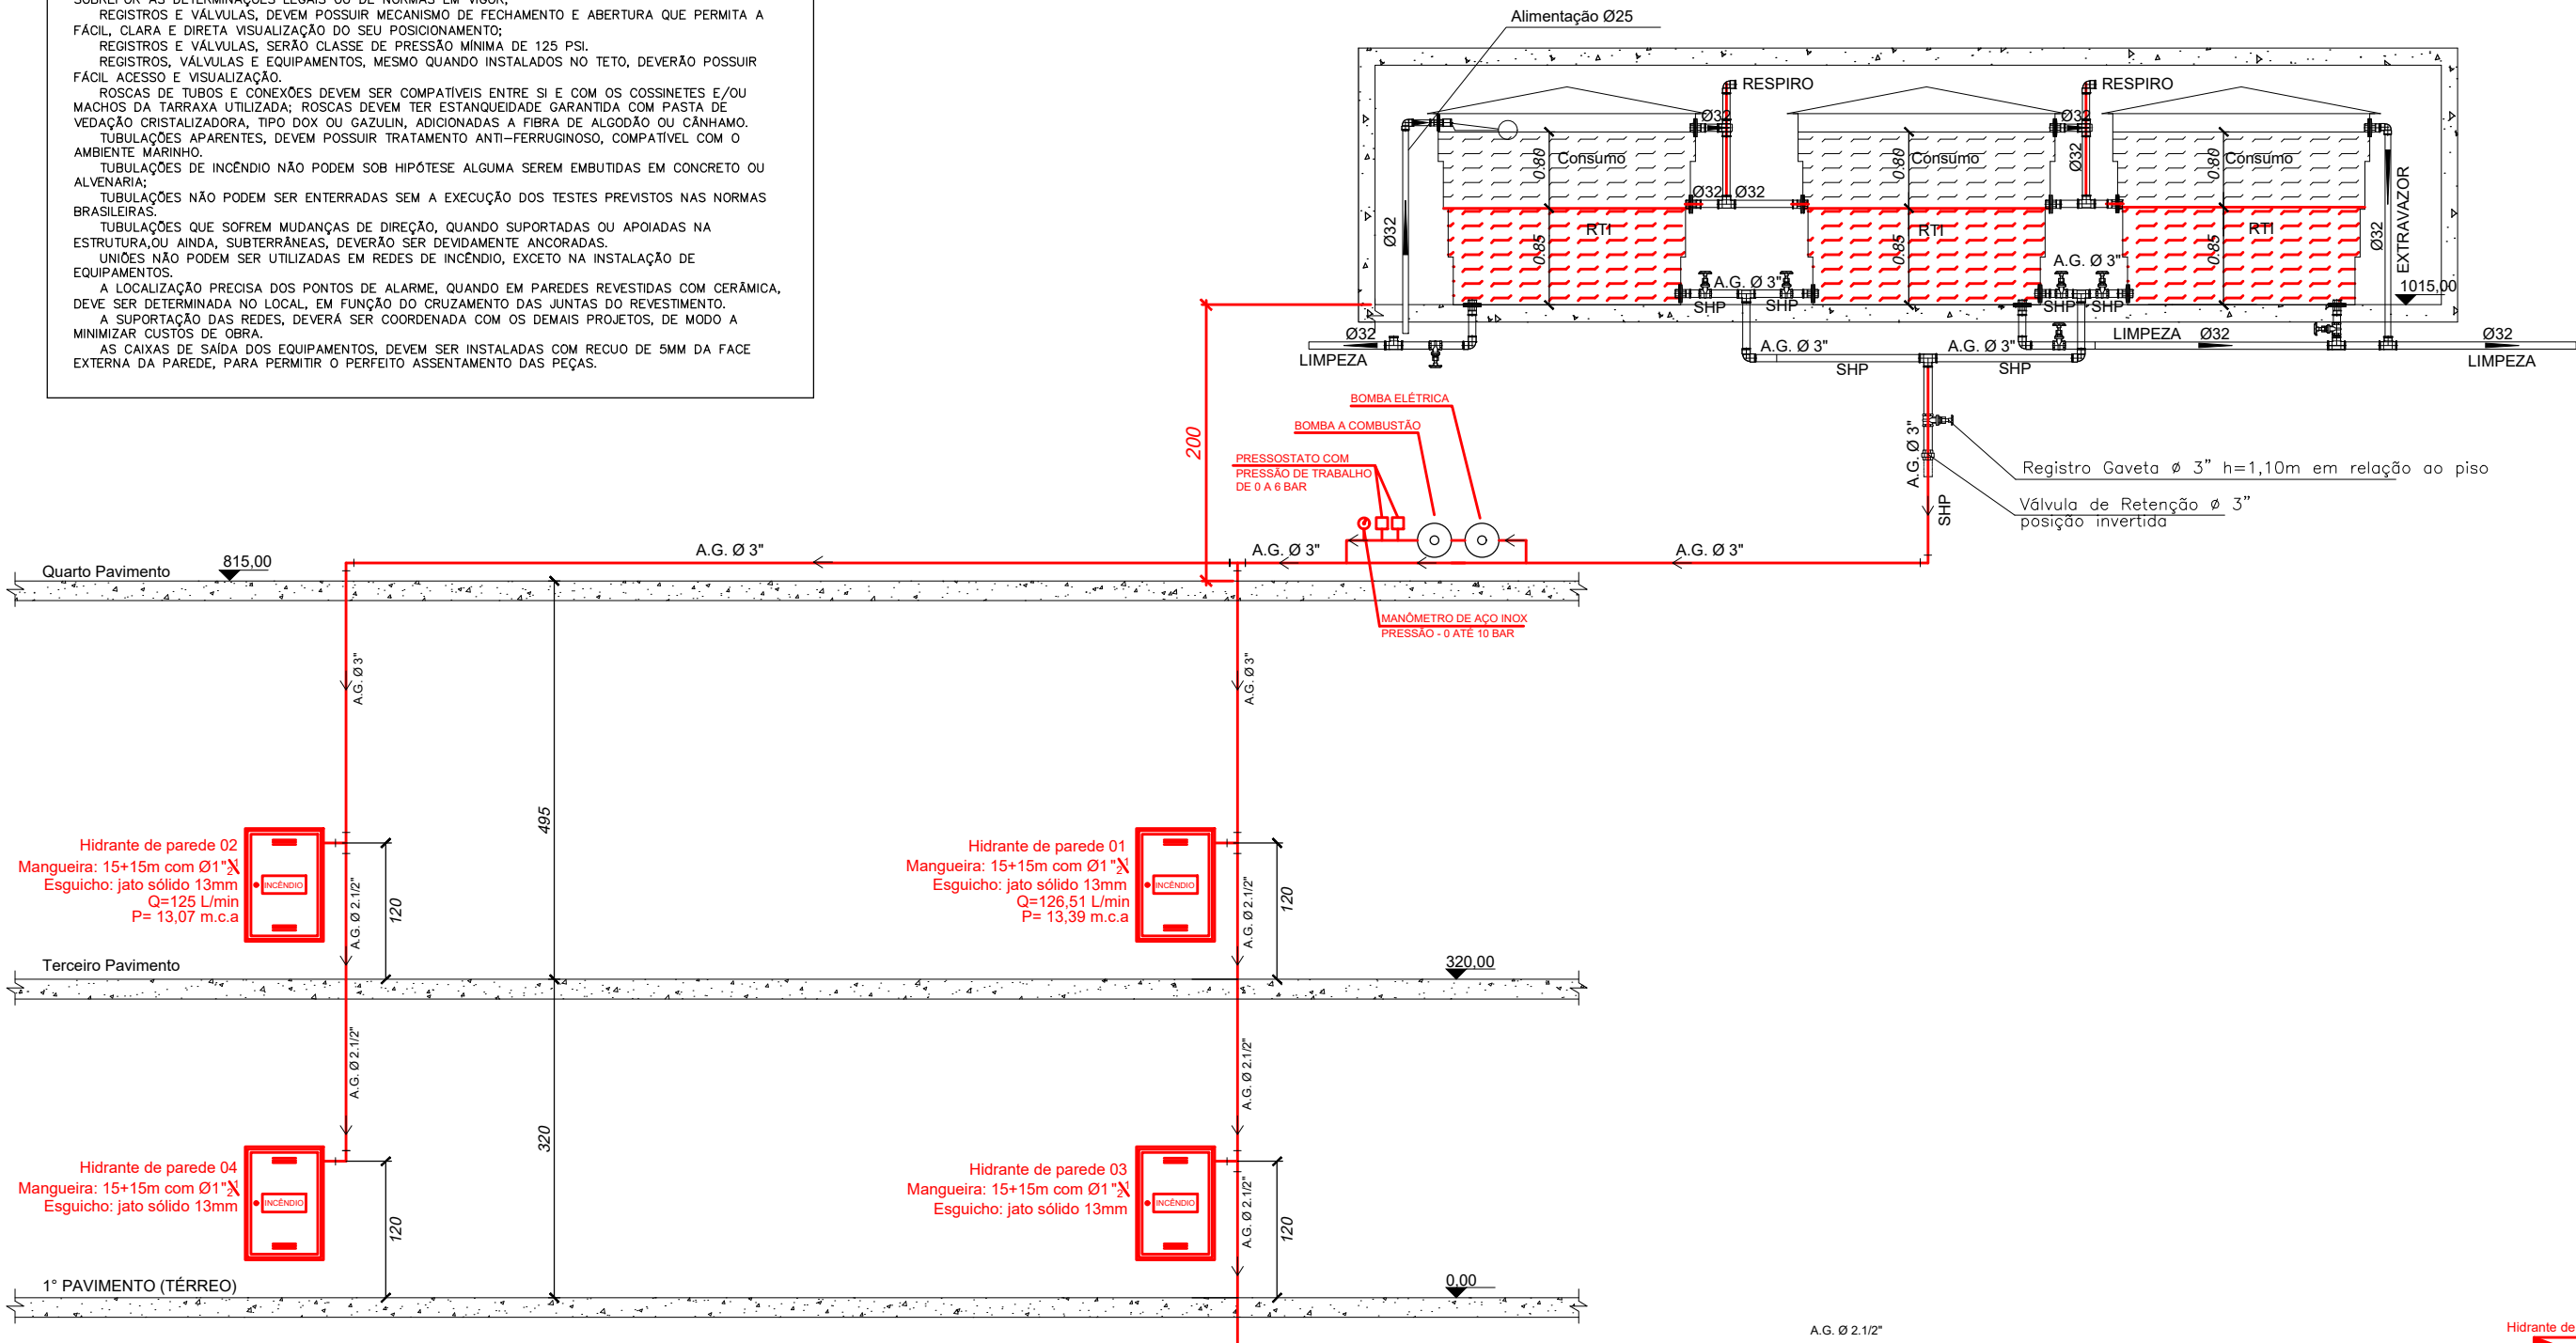 SOBREPOR AS DETERMINAÇÕES LEGAIS OU DE NORMAS EM VIGOR;
REGISTROS E VÁLVULAS, DEVEM POSSUIR MECANISMO DE FECHAMENTO E ABERTURA QUE PERMITA A
FÁCIL, CLARA E DIRETA VISUALIZAÇÃO DO SEU POSICIONAMENTO;
REGISTROS E VÁLVULAS, SERÃO CLASSE DE PRESSÃO MÍNIMA DE 125 PSI.
REGISTROS, VÁLVULAS E EQUIPAMENTOS, MESMO QUANDO INSTALADOS NO TETO, DEVERÃO POSSUIR
FÁCIL ACESSO E VISUALIZAÇÃO.
ROSCAS DE TUBOS E CONEXÕES DEVEM SER COMPATÍVEIS ENTRE SI E COM OS COSSINETES E/OU
MACHOS DA TARRAXA UTILIZADA; ROSCAS DEVEM TER ESTANQUEIDADE GARANTIDA COM PASTA DE
VEDAÇÃO CRISTALIZADORA, TIPO DOX OU GAZULIN, ADICIONADAS A FIBRA DE ALGODÃO OU CÂNHAMO.
TUBULAÇÕES APARENTES, DEVEM POSSUIR TRATAMENTO ANTI-FERRUGINOSO, COMPATÍVEL COM O
AMBIENTE MARINHO.
TUBULAÇÕES DE INCÊNDIO NÃO PODEM SOB HIPÓTESE ALGUMA SEREM EMBUTIDAS EM CONCRETO OU
ALVENARIA;
TUBULAÇÕES NÃO PODEM SER ENTERRADAS SEM A EXECUÇÃO DOS TESTES PREVISTOS NAS NORMAS
BRASILEIRAS.
TUBULAÇÕES QUE SOFREM MUDANÇAS DE DIREÇÃO, QUANDO SUPORTADAS OU APOIADAS NA
ESTRUTURA,OU AINDA, SUBTERRÂNEAS, DEVERÃO SER DEVIDAMENTE ANCORADAS.
UNIÕES NÃO PODEM SER UTILIZADAS EM REDES DE INCÊNDIO, EXCETO NA INSTALAÇÃO DE
EQUIPAMENTOS.
A LOCALIZAÇÃO PRECISA DOS PONTOS DE ALARME, QUANDO EM PAREDES REVESTIDAS COM CERÂMICA,
DEVE SER DETERMINADA NO LOCAL, EM FUNÇÃO DO CRUZAMENTO DAS JUNTAS DO REVESTIMENTO.
A SUPORTAÇÃO DAS REDES, DEVERÁ SER COORDENADA COM OS DEMAIS PROJETOS, DE MODO A
MINIMIZAR CUSTOS DE OBRA.
AS CAIXAS DE SAÍDA DOS EQUIPAMENTOS, DEVEM SER INSTALADAS COM RECUO DE 5MM DA FACE
EXTERNA DA PAREDE, PARA PERMITIR O PERFEITO ASSENTAMENTO DAS PEÇAS.
Alimentação Ø25
RESPIRO
RESPIRO
Ø32
Ø32
Consumo
Consumo
Consumo
0.80
0.80
0.80
Ø32
Ø32
Ø32
Ø32
Ø32
RTI
RTI
RTI
0.85
0.85
0.85
Ø32
EXTRAVAZOR
1015,00
A.G. Ø 3"
A.G. Ø 3"
SHP
SHP
SHP
SHP
Ø32
LIMPEZA
A.G. Ø 3"
A.G. Ø 3"
SHP
SHP
LIMPEZA
Ø32
Ø32
LIMPEZA
A.G. Ø 3"
SHP
Registro Gaveta ø 3" h=1,10m em relação ao piso
Válvula de Retenção ø 3"
posição invertida
200
BOMBA ELÉTRICA
BOMBA A COMBUSTÃO
PRESSOSTATO COM
PRESSÃO DE TRABALHO
DE 0 A 6 BAR
MANÔMETRO DE AÇO INOX
PRESSÃO - 0 ATÉ 10 BAR
A.G. Ø 3"
A.G. Ø 3"
A.G. Ø 3"
Quarto Pavimento
815,00
A.G. Ø 3"
A.G. Ø 3"
495
Hidrante de parede 02
Mangueira: 15+15m com Ø1"½
Esguicho: jato sólido 13mm
Q=125 L/min
P= 13,07 m.c.a
INCÊNDIO
A.G. Ø 2.1/2"
120
Hidrante de parede 01
Mangueira: 15+15m com Ø1"½
Esguicho: jato sólido 13mm
Q=126,51 L/min
P= 13,39 m.c.a
INCÊNDIO
A.G. Ø 2.1/2"
120
Terceiro Pavimento
320,00
A.G. Ø 2.1/2"
A.G. Ø 2.1/2"
320
Hidrante de parede 04
Mangueira: 15+15m com Ø1"½
Esguicho: jato sólido 13mm
INCÊNDIO
120
Hidrante de parede 03
Mangueira: 15+15m com Ø1"½
Esguicho: jato sólido 13mm
INCÊNDIO
A.G. Ø 2.1/2"
120
1° PAVIMENTO (TÉRREO)
0,00
A.G. Ø 2.1/2"
Hidrante de